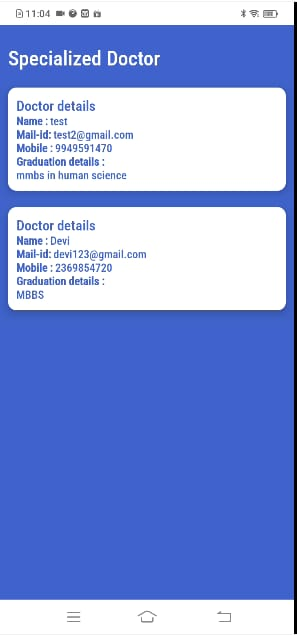 11:04
Specialized Doctor
Doctor details
Name : test
Mail-id: test2@gmail.com
Mobile : 9949591470
Graduation details :
mmbs in human science
Doctor details
Name : Devi
Mail-id: devi123@gmail.com
Mobile : 2369854720
Graduation details :
MBBS